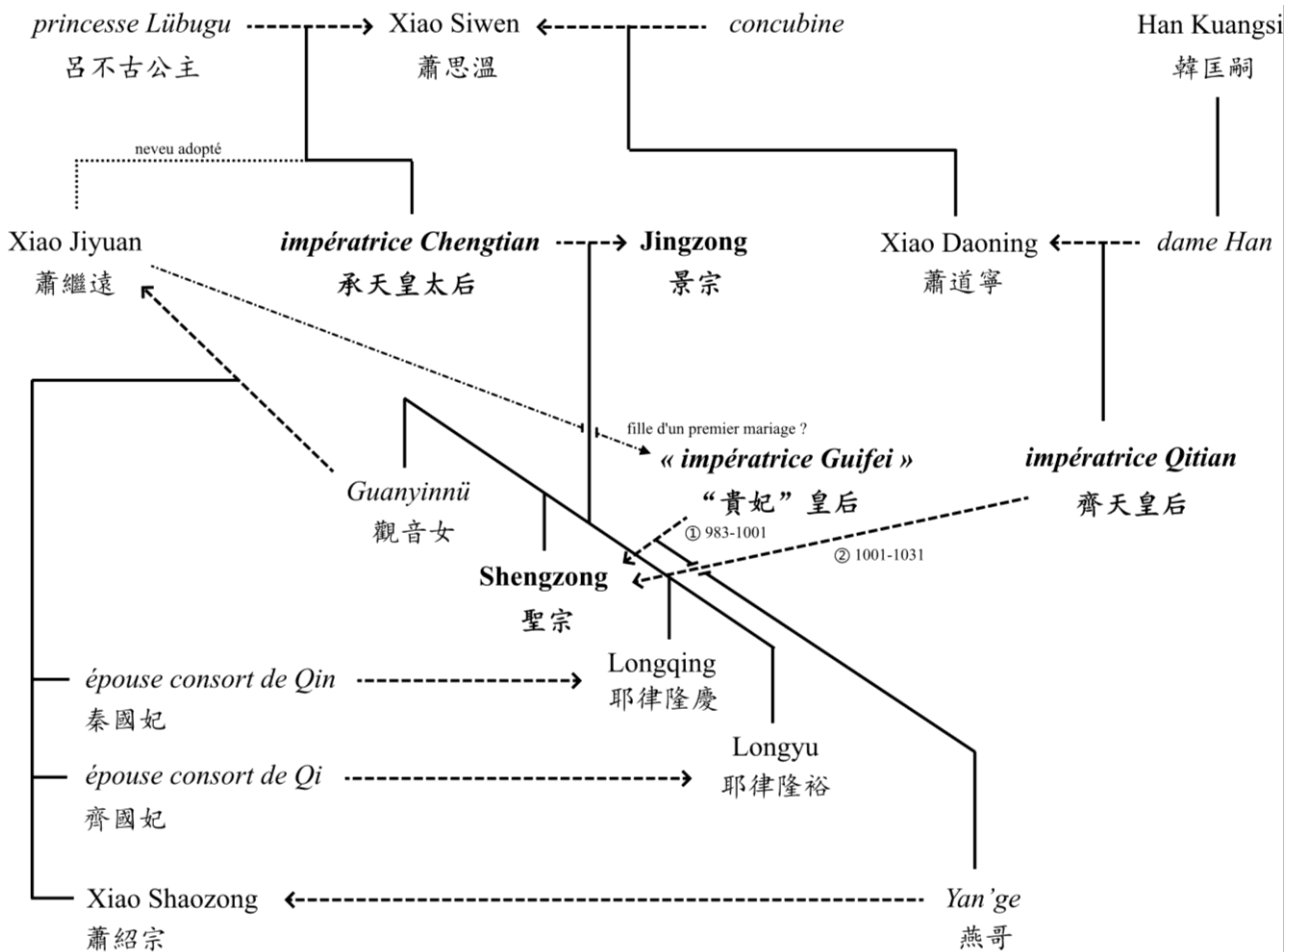 princesse Lübugu
Xiao Siwen
concubine
Han Kuangsi
呂不古公主
蕭思溫
韓匡嗣
neveu adopté
Xiao Jiyuan
impératrice Chengtian
Jingzong
Xiao Daoning
dame Han
蕭繼遠
承天皇太后
景宗
蕭道寧
fille d'un premier mariage ?
« impératrice Guifei »
impératrice Qitian
Guanyinnü
“貴妃”皇后
齊天皇后
觀音女
① 983-1001
② 1001-1031
Shengzong
聖宗
épouse consort de Qin
Longqing
秦國妃
耶律隆慶
Longyu
épouse consort de Qi
耶律隆裕
齊國妃
Xiao Shaozong
Yan’ge
蕭紹宗
燕哥